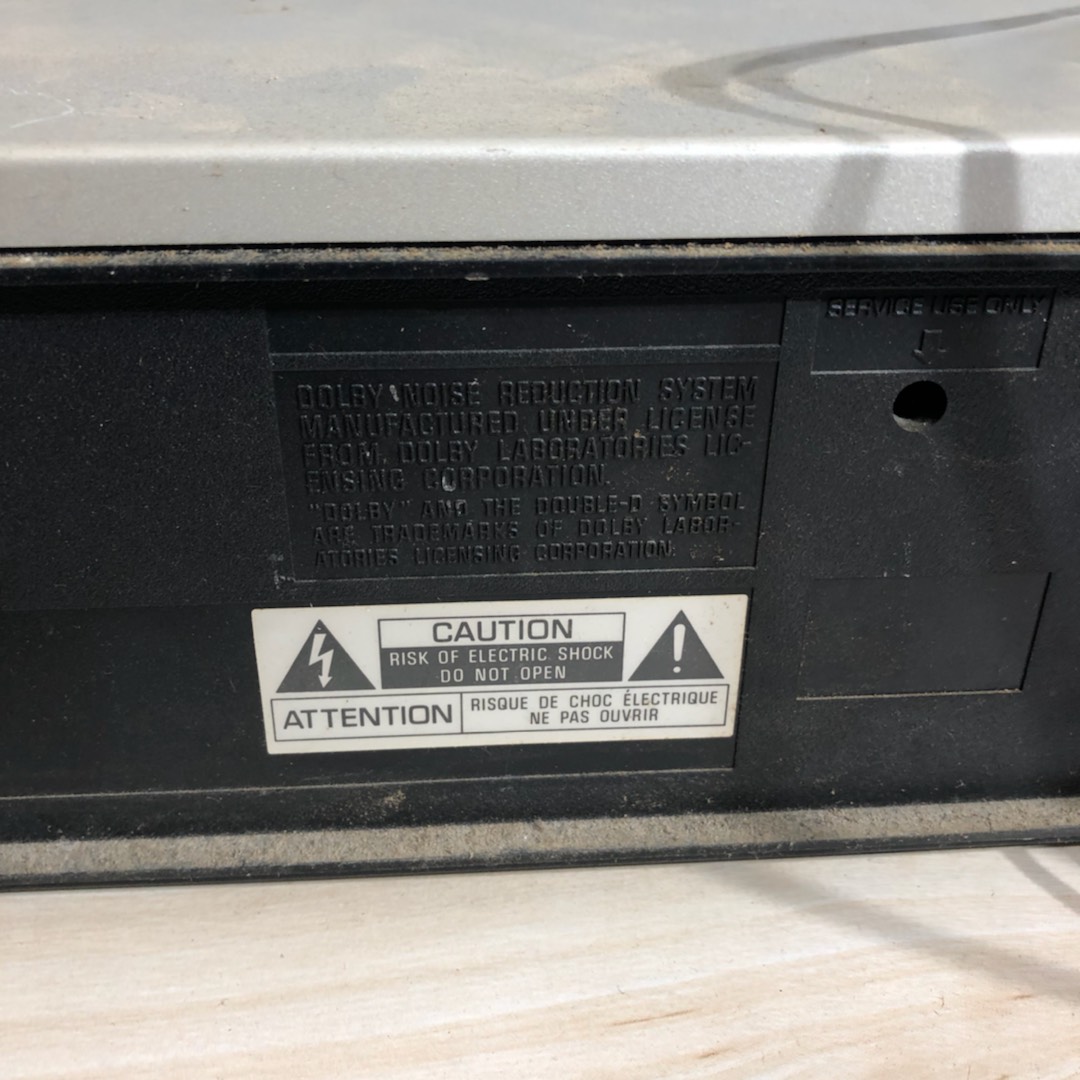 SERVICE USE ONLY
DOLBY NOISE REDUCTION SYSTEM
MANUFACTURED UNDER LICENSE
FROM DOLBY LABORATORIES LIC-
ENSING CORPORATION.
"DOLBY" AND THE DOUBLE-D SYMBOL
ARE TRADEMARKS OF DOLBY LABOR-
ATORIES LICENSING CORPORATION.
CAUTION
RISK OF ELECTRIC SHOCK
DO NOT OPEN
ATTENTION
RISQUE DE CHOC ÉLECTRIQUE
NE PAS OUVRIR